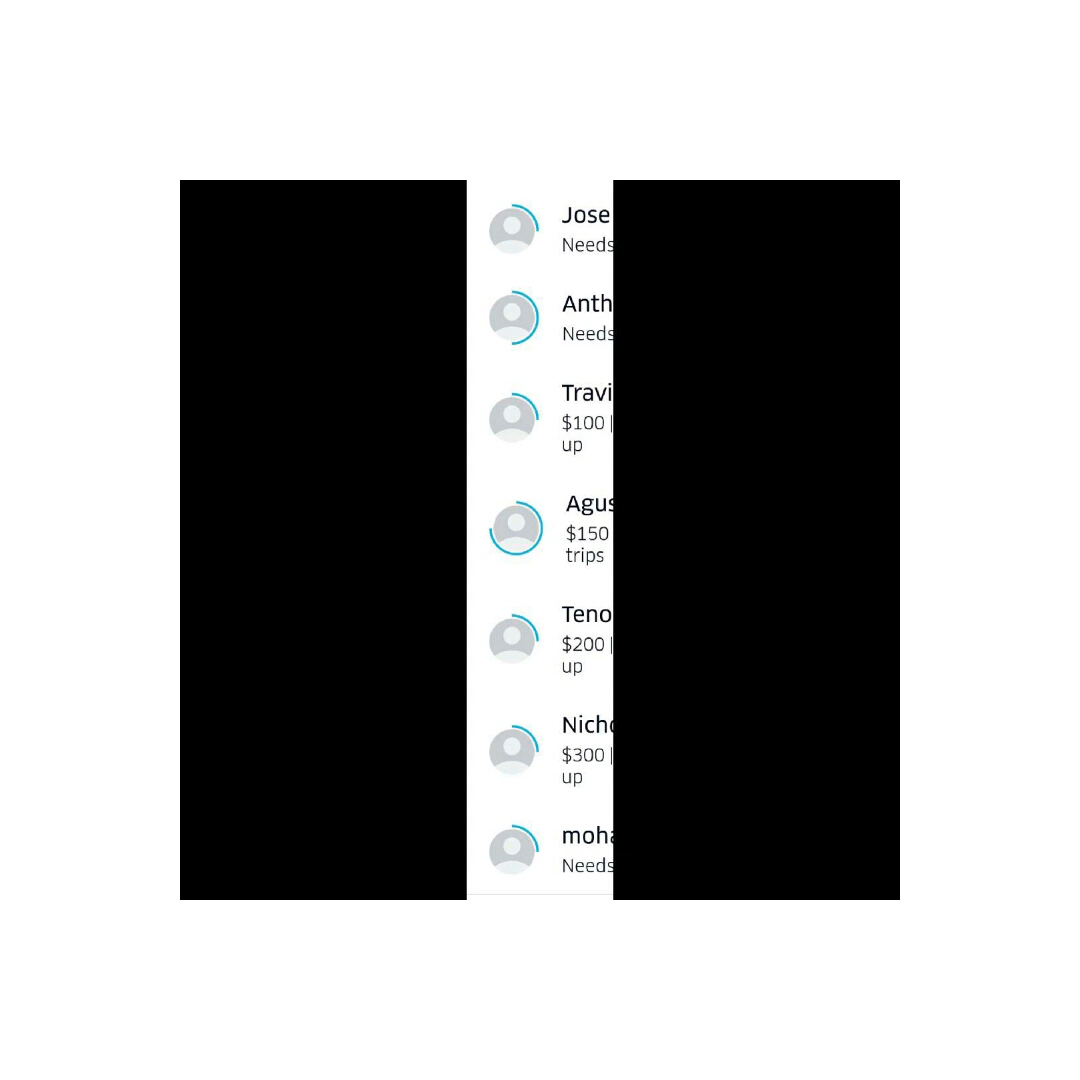 Jose
Needs
Anth
Needs
Travi
$100 |
up
Agus
$150
trips
Teno
$200 |
up
Nicho
$300 |
up
moha
Needs